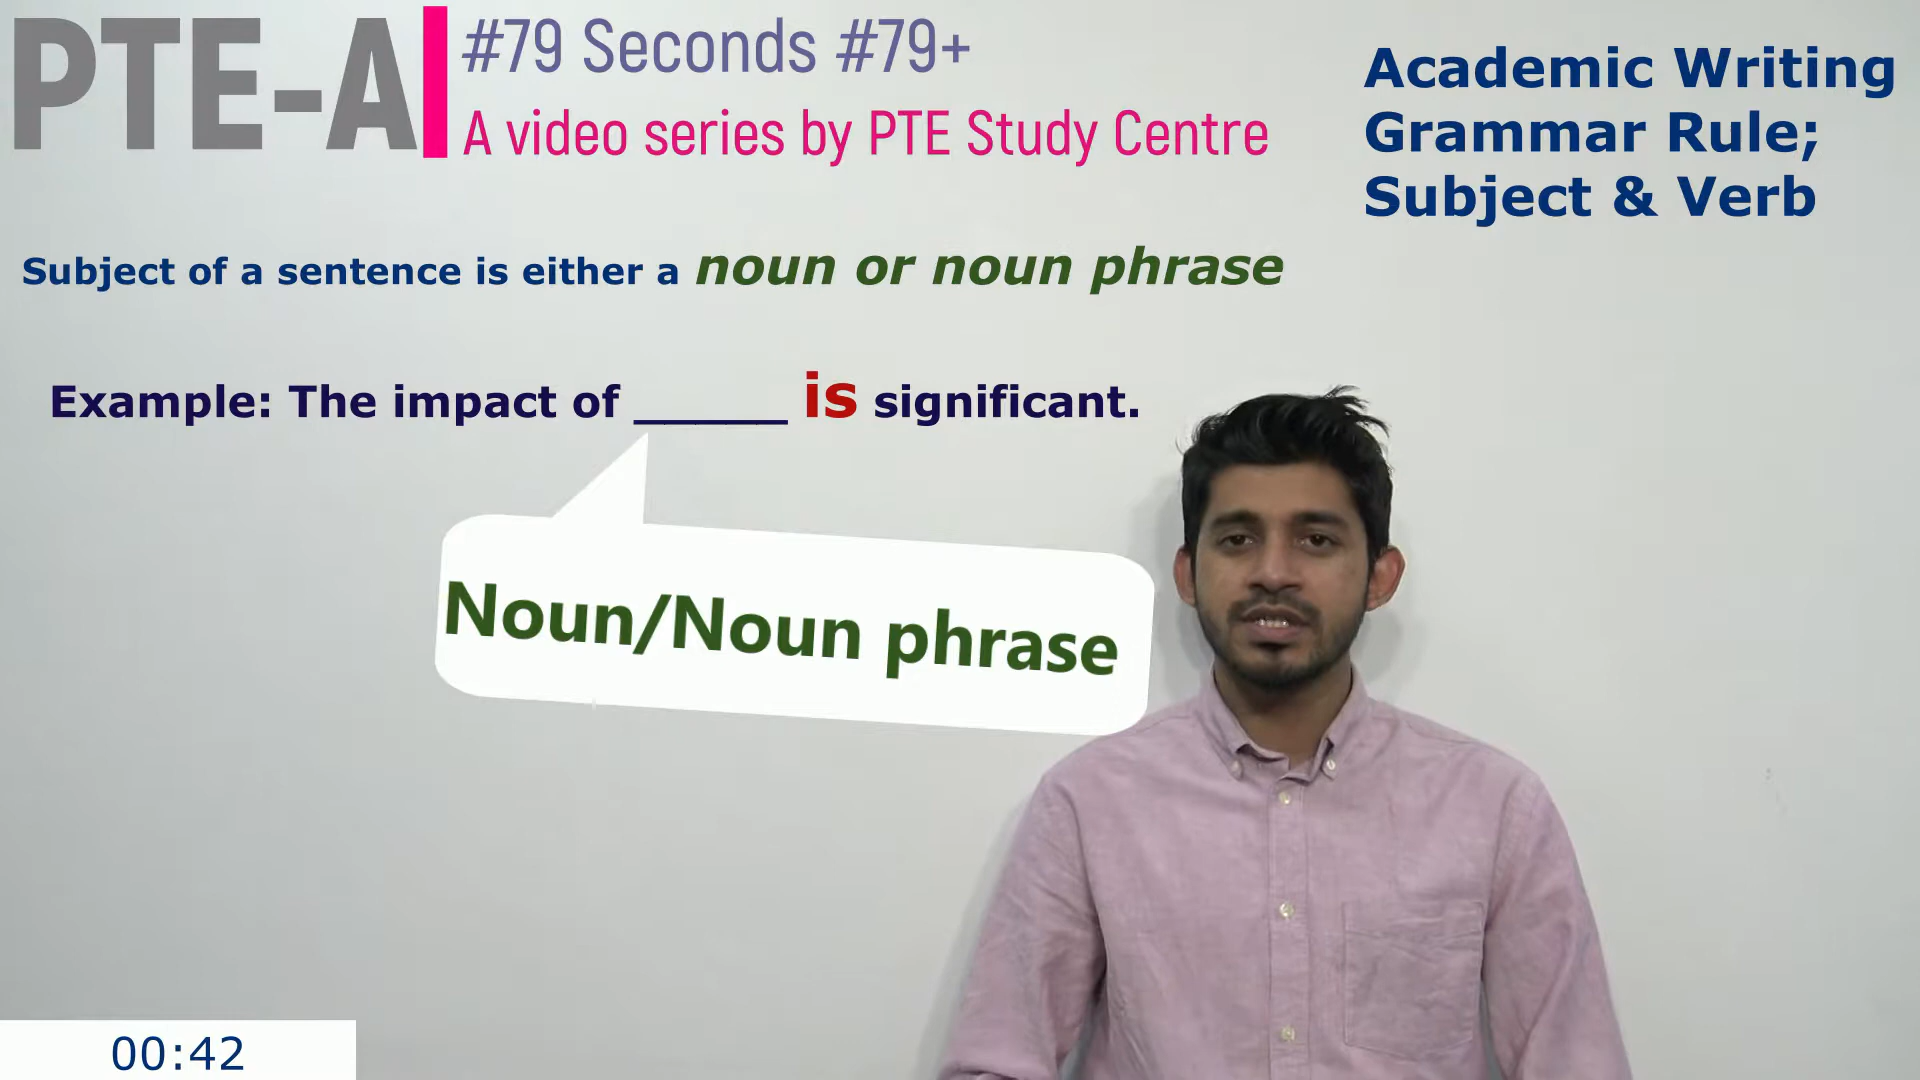 PTE-A
#79 Seconds #79+
A video series by PTE Study Centre
Academic Writing
Grammar Rule;
Subject & Verb
Subject of a sentence is either a noun or noun phrase
Example: The impact of _____ is significant.
Noun/Noun phrase
00:42